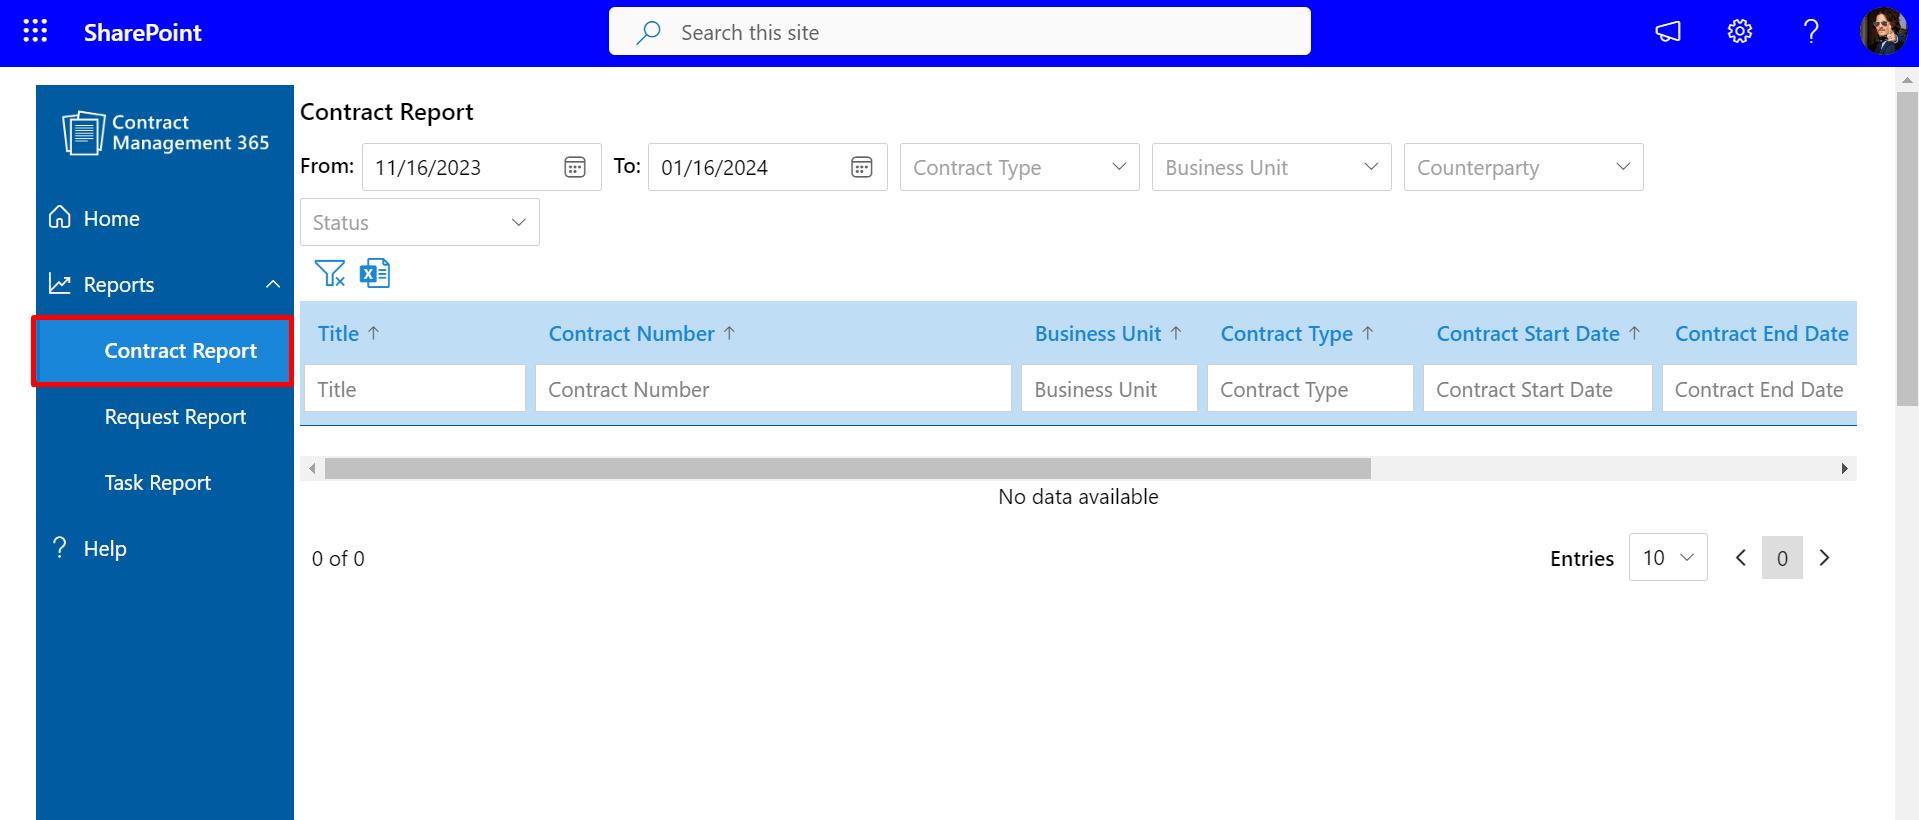 SharePoint
Search this site
Contract
Management 365
Home
Reports
Contract Report
Request Report
Task Report
Help
Contract Report
From: 11/16/2023 To: 01/16/2024 Contract Type Business Unit Counterparty
Status
Title Contract Number Business Unit Contract Type Contract Start Date Contract End Date
Title Contract Number Business Unit Contract Type Contract Start Date Contract End Date
No data available
0 of 0 Entries 10 0